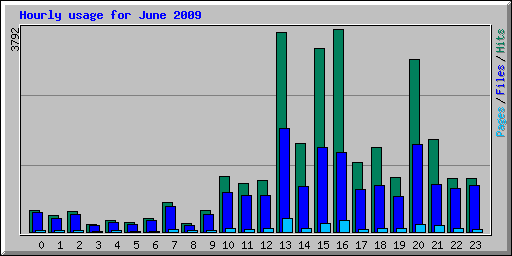 Hourly usage for June 2009
3792
Pages/Files/Hits
0 1 2 3 4 5 6 7 8 9 10 11 12 13 14 15 16 17 18 19 20 21 22 23